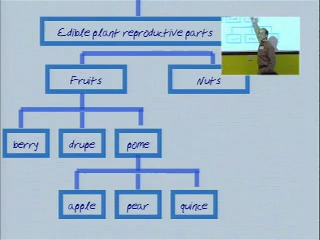 Edible plant reproductive parts
Fruits
Nuts
berry
drupe
pome
apple
pear
quince